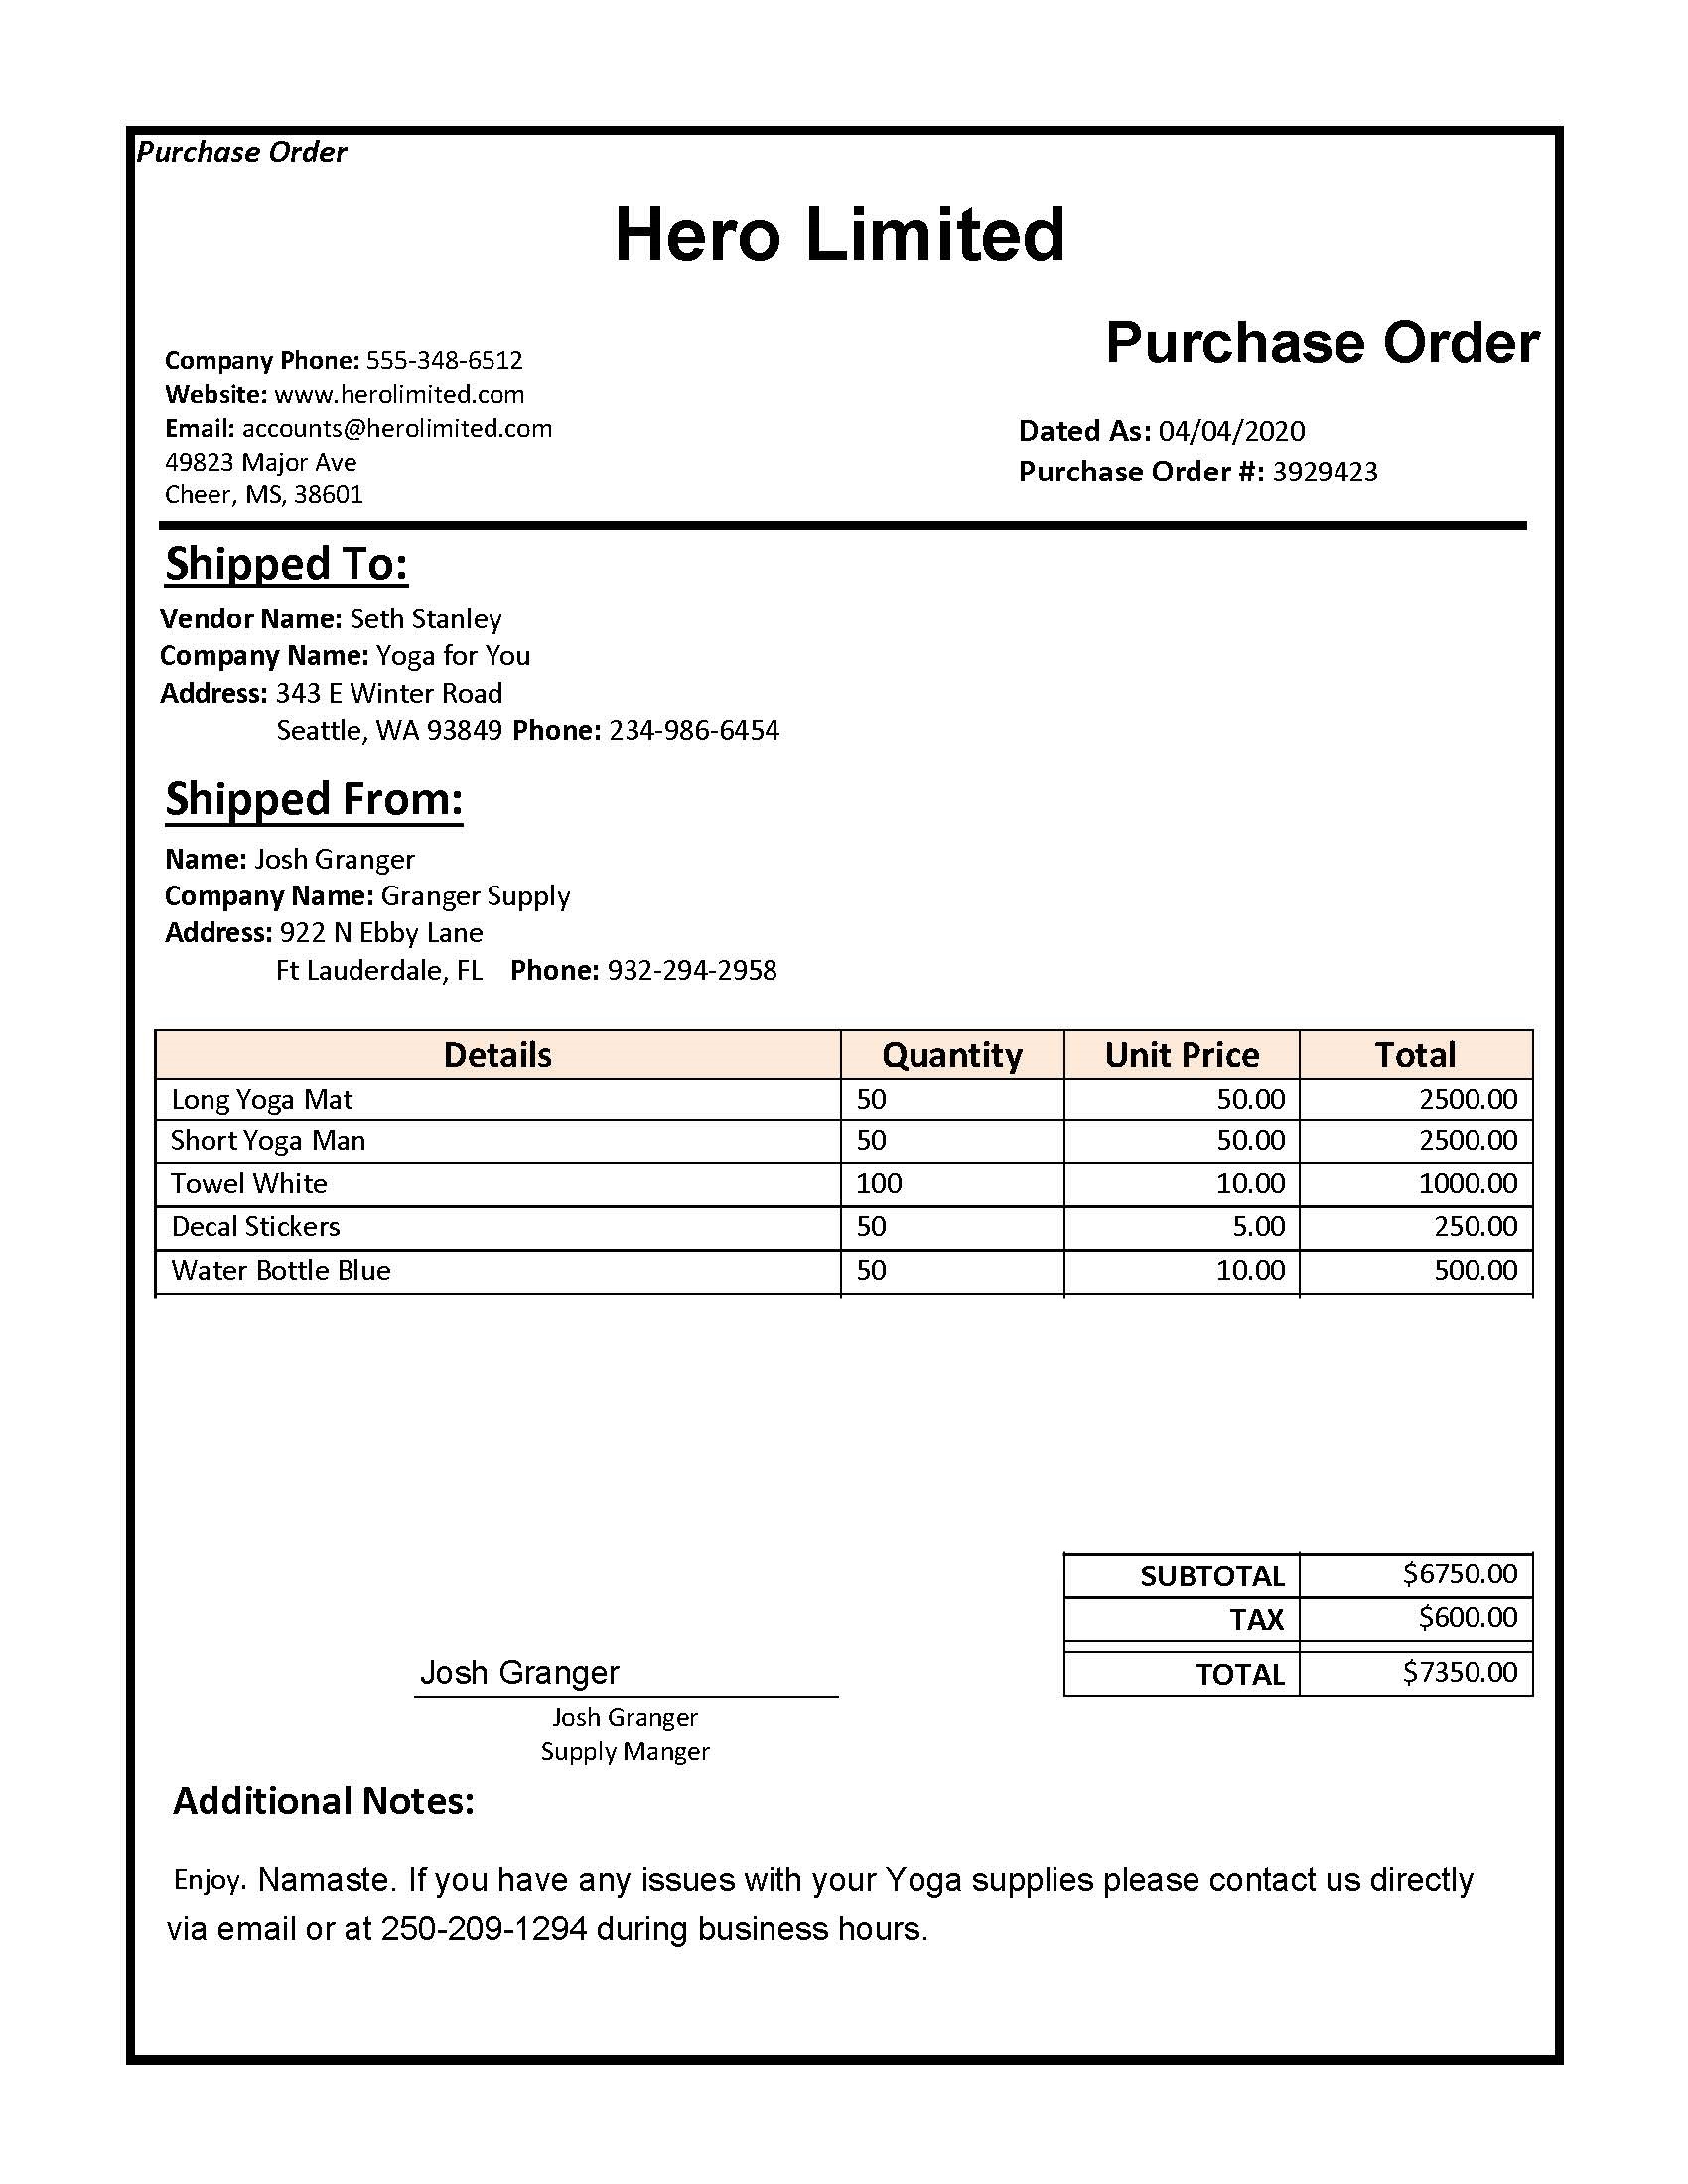 Purchase Order
Hero Limited
Purchase Order
Company Phone: 555-348-6512
Website: www.herolimited.com
Email: accounts@herolimited.com
49823 Major Ave
Cheer, MS, 38601
Dated As: 04/04/2020
Purchase Order #: 3929423
Shipped To:
Vendor Name: Seth Stanley
Company Name: Yoga for You
Address: 343 E Winter Road
Seattle, WA 93849 Phone: 234-986-6454
Shipped From:
Name: Josh Granger
Company Name: Granger Supply
Address: 922 N Ebby Lane
Ft Lauderdale, FL Phone: 932-294-2958
Details Quantity Unit Price Total
Long Yoga Mat 50 50.00 2500.00
Short Yoga Man 50 50.00 2500.00
Towel White 100 10.00 1000.00
Decal Stickers 50 5.00 250.00
Water Bottle Blue 50 10.00 500.00
SUBTOTAL $6750.00
TAX $600.00
TOTAL $7350.00
Josh Granger
Josh Granger
Supply Manger
Additional Notes:
Enjoy. Namaste. If you have any issues with your Yoga supplies please contact us directly
via email or at 250-209-1294 during business hours.